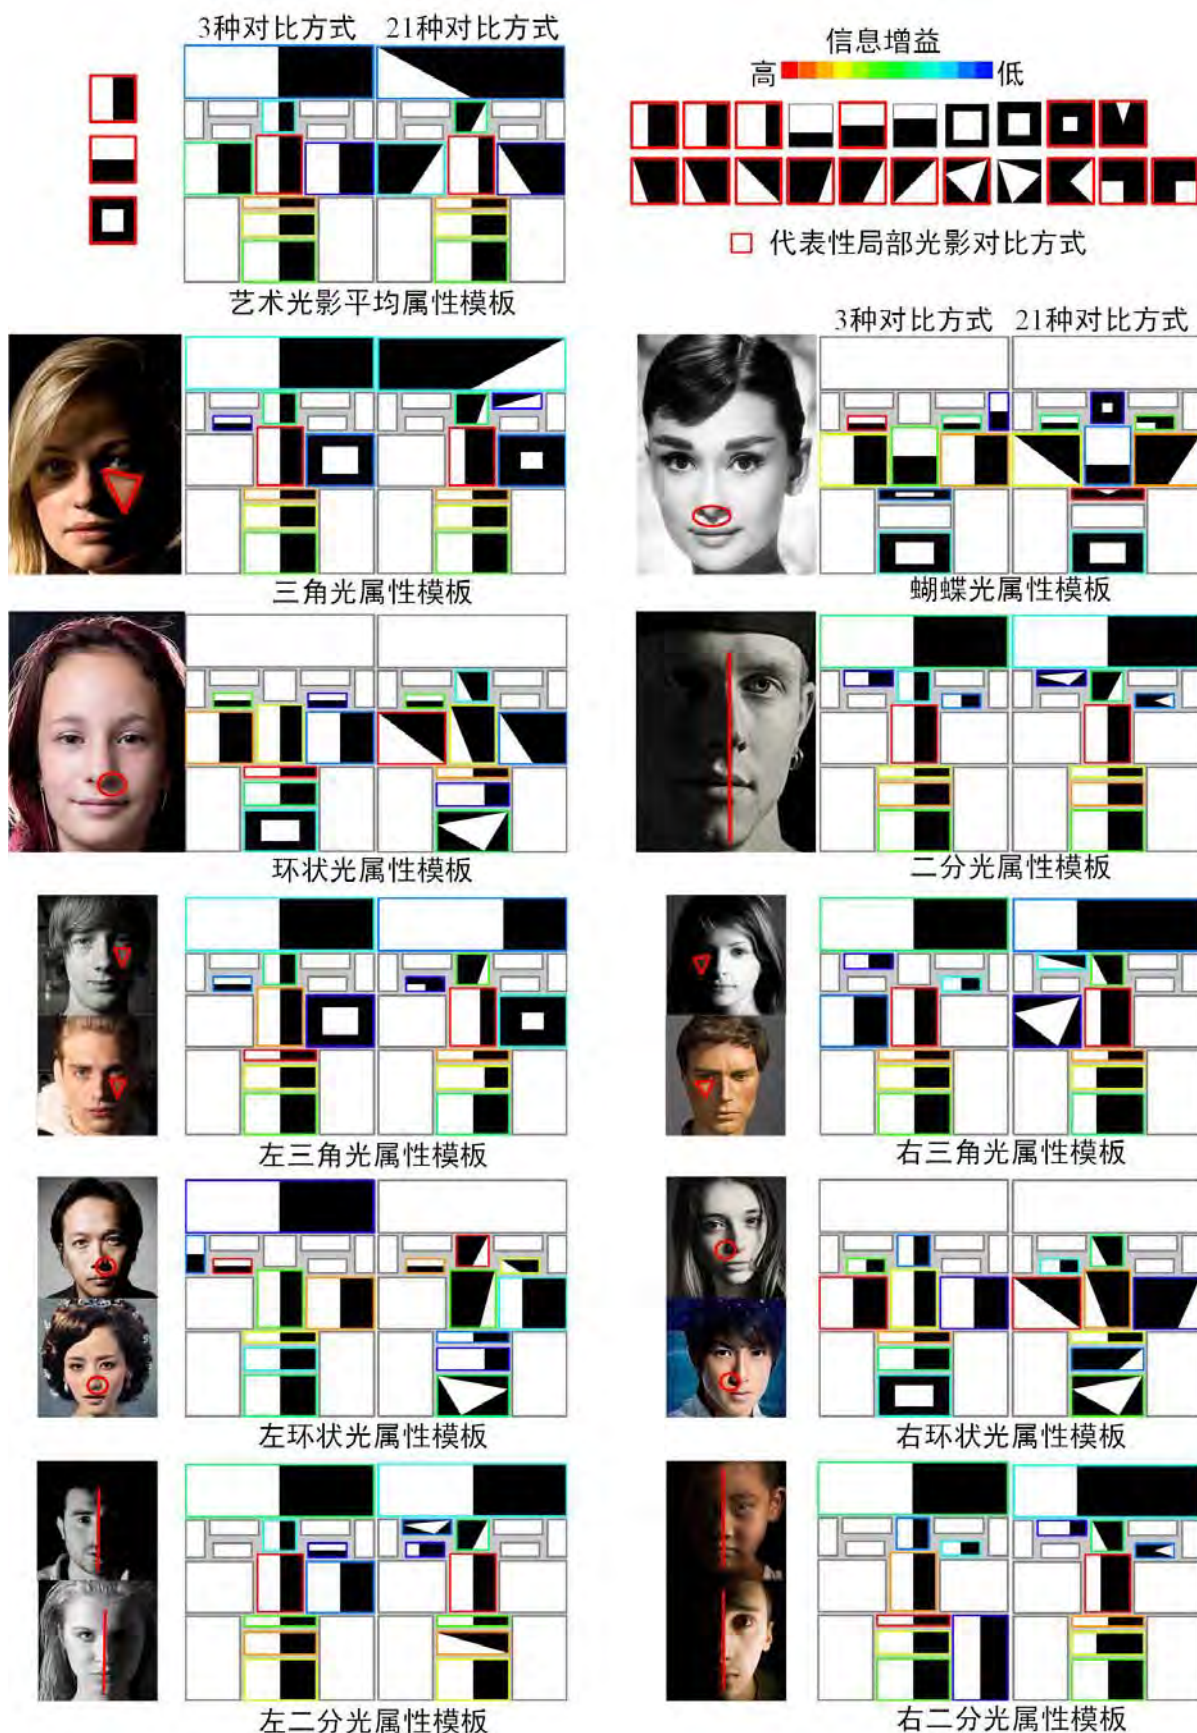 3种对比方式 21种对比方式
信息增益
高 低
代表性局部光影对比方式
艺术光影平均属性模板
3种对比方式 21种对比方式
三角光属性模板
蝴蝶光属性模板
环状光属性模板
二分光属性模板
左三角光属性模板
右三角光属性模板
左环状光属性模板
右环状光属性模板
左二分光属性模板
右二分光属性模板